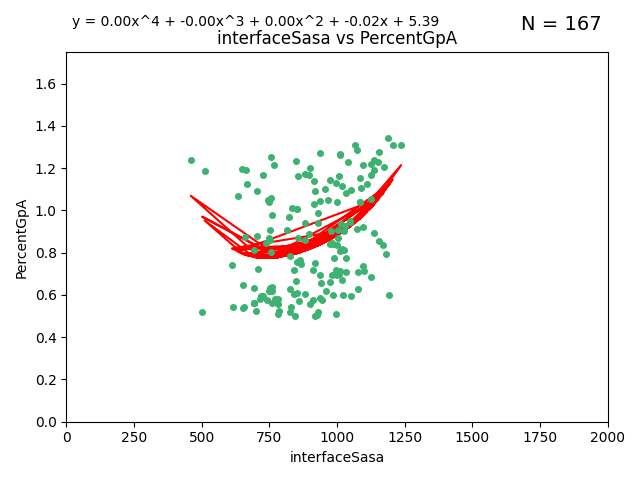 y = 0.00x^4 + -0.00x^3 + 0.00x^2 + -0.02x + 5.39
N = 167
interfaceSasa vs PercentGpA
PercentGpA
1.6
1.4
1.2
1.0
0.8
0.6
0.4
0.2
0.0
0 250 500 750 1000 1250 1500 1750 2000
interfaceSasa